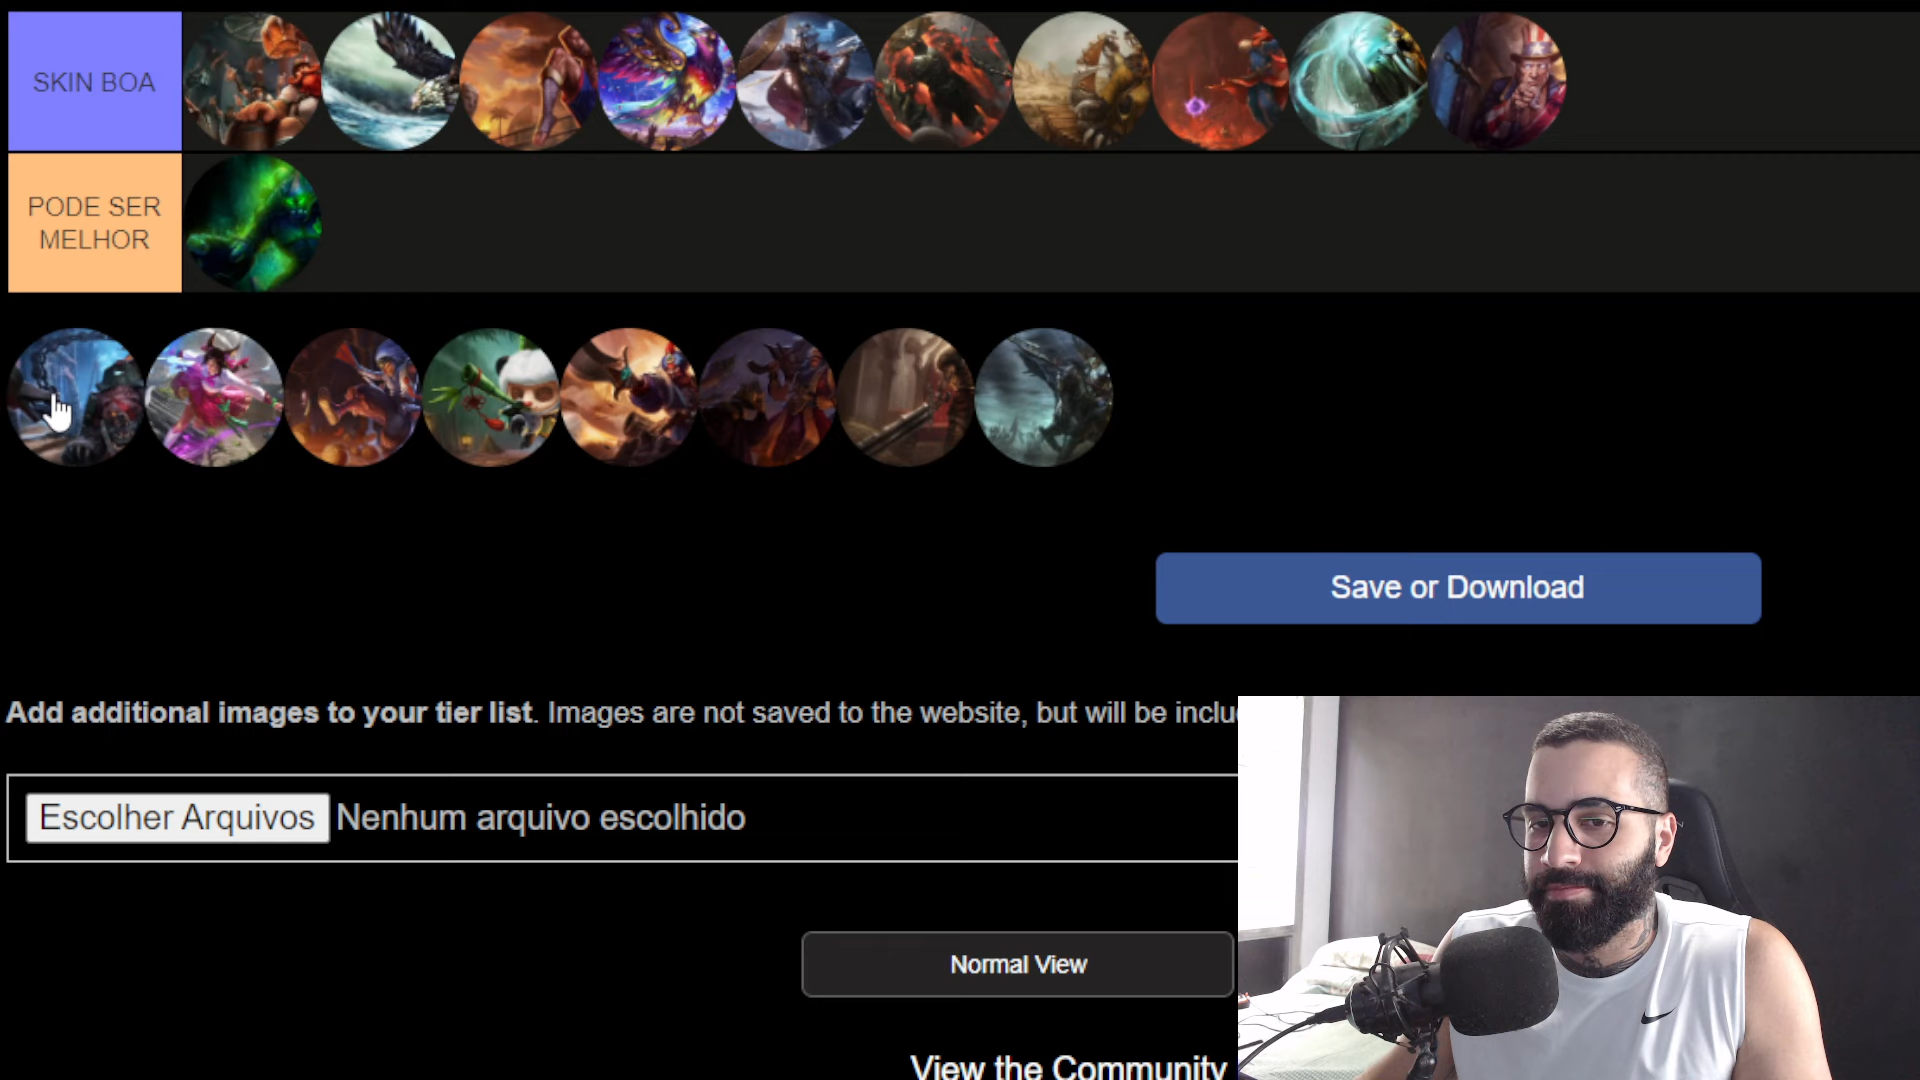 SKIN BOA
PODE SER
MELHOR
Save or Download
Add additional images to your tier list. Images are not saved to the website, but will be
Escolher Arquivos Nenhum arquivo escolhido
Normal View
View the Community